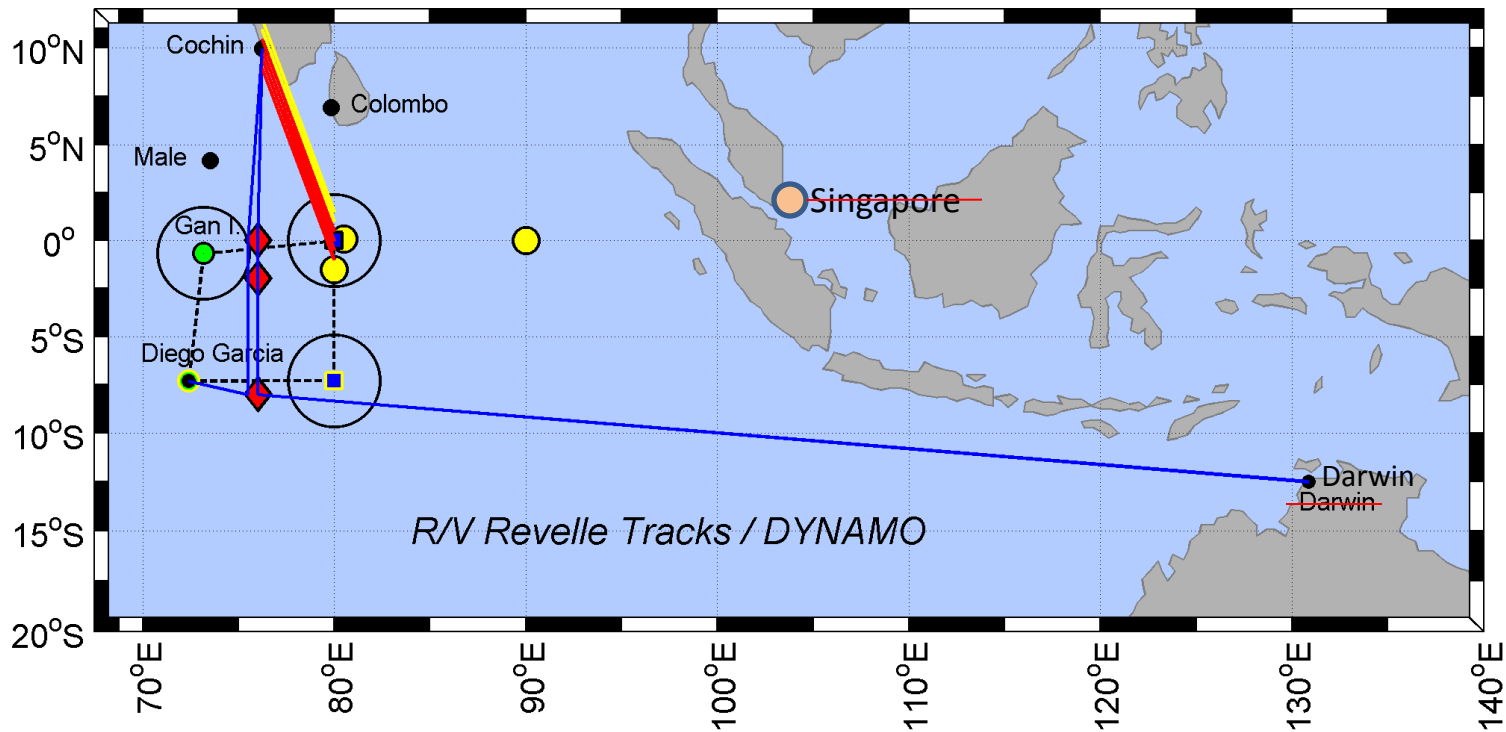 10°N
Cochin
Colombo
5°N
Male
Singapore
Gan I.
0°
5°S
Diego Garcia
10°S
Darwin
Darwin
R/V Revelle Tracks / DYNAMO
15°S
20°S
70°E
80°E
90°E
100°E
110°E
120°E
130°E
140°E